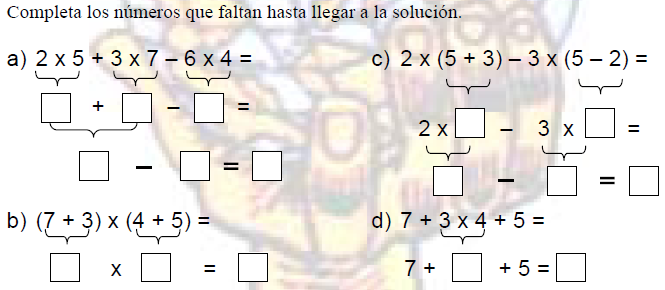 Completa los números que faltan hasta llegar a la solución.
a) 2 x 5 + 3 x 7 – 6 x 4 =
+ – =
– =
b) (7 + 3) x (4 + 5) =
x =
c) 2 x (5 + 3) – 3 x (5 – 2) =
2 x – 3 x =
– =
d) 7 + 3 x 4 + 5 =
7 + + 5 =